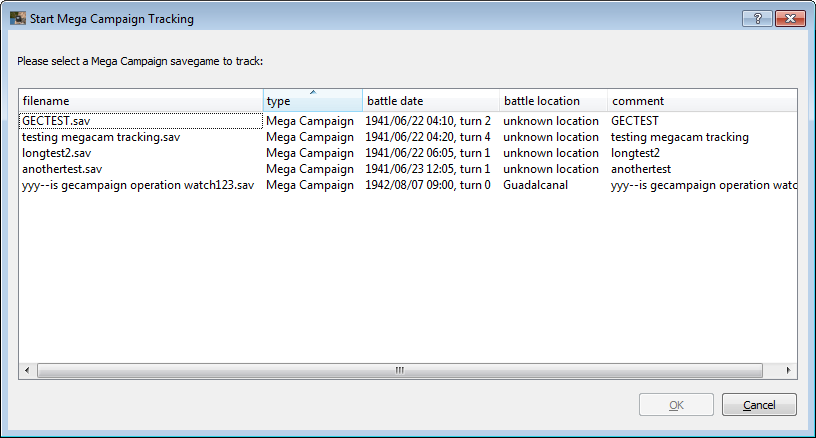 Start Mega Campaign Tracking
Please select a Mega Campaign savegame to track:
filename type battle date battle location comment
GECTEST.sav Mega Campaign 1941/06/22 04:10, turn 2 unknown location GECTEST
testing megacam tracking.sav Mega Campaign 1941/06/22 04:20, turn 4 unknown location testing megacam tracking
longtest2.sav Mega Campaign 1941/06/22 06:05, turn 1 unknown location longtest2
anothertest.sav Mega Campaign 1941/06/23 12:05, turn 1 unknown location anothertest
yyy--is gecampaign operation watch123.sav Mega Campaign 1942/08/07 09:00, turn 0 Guadalcanal yyy--is gecampaign operation watc
OK Cancel